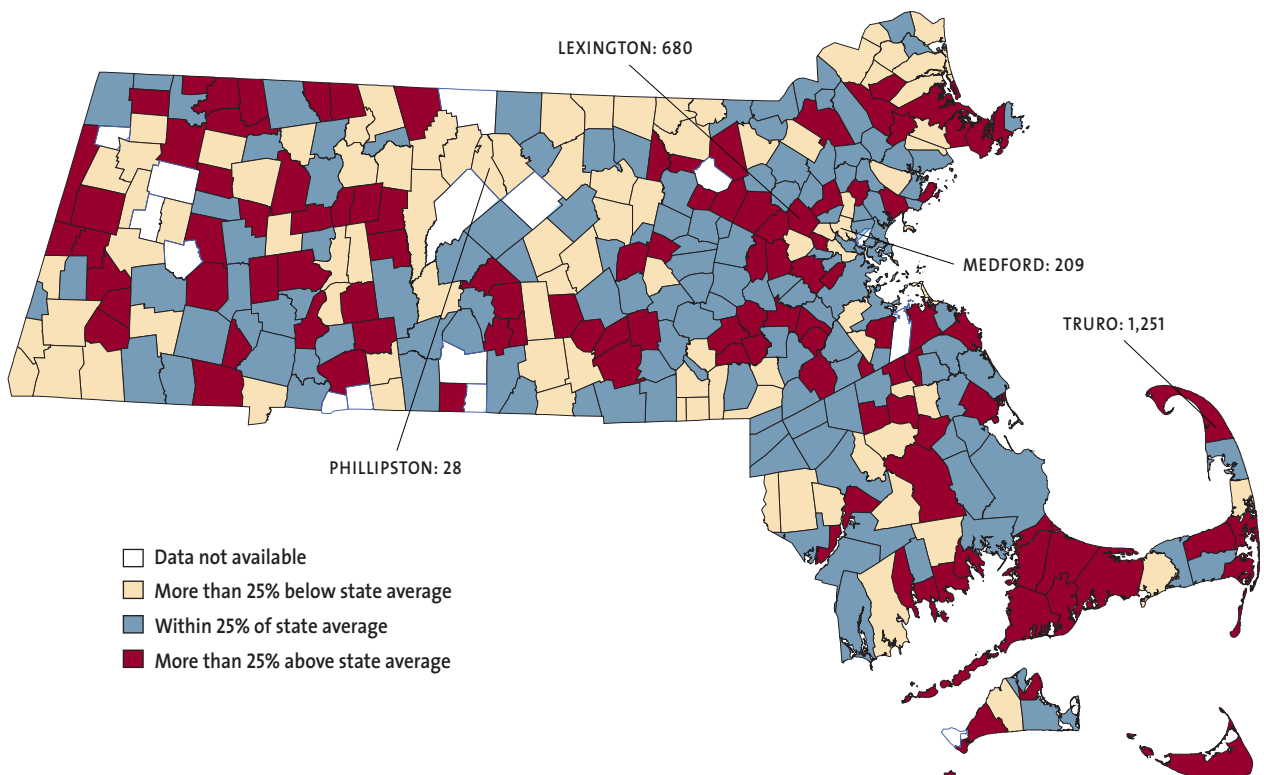 LEXINGTON: 680
MEDFORD: 209
TRURO: 1,251
PHILLIPSTON: 28
Data not available
More than 25% below state average
Within 25% of state average
More than 25% above state average